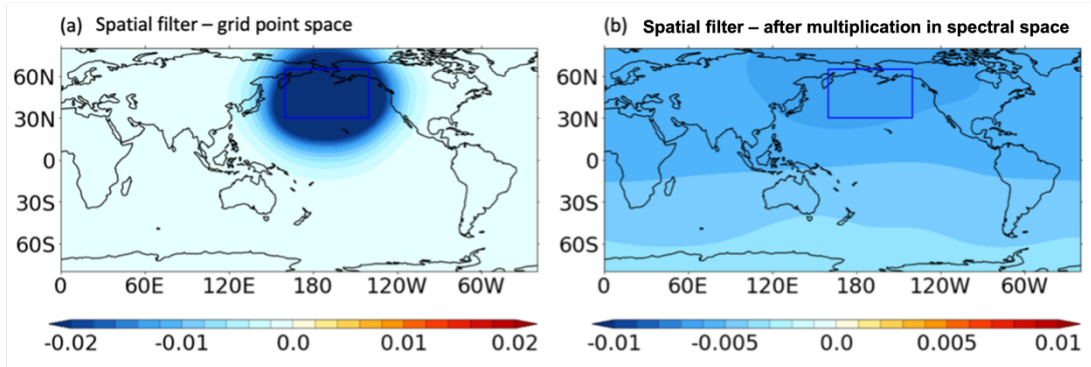 (a) Spatial filter – grid point space
(b) Spatial filter – after multiplication in spectral space
60N
30N
0
30S
60S
0 60E 120E 180 120W 60W
60N
30N
0
30S
60S
0 60E 120E 180 120W 60W
-0.02 -0.01 0.0 0.01 0.02
-0.01 -0.005 0.0 0.005 0.01